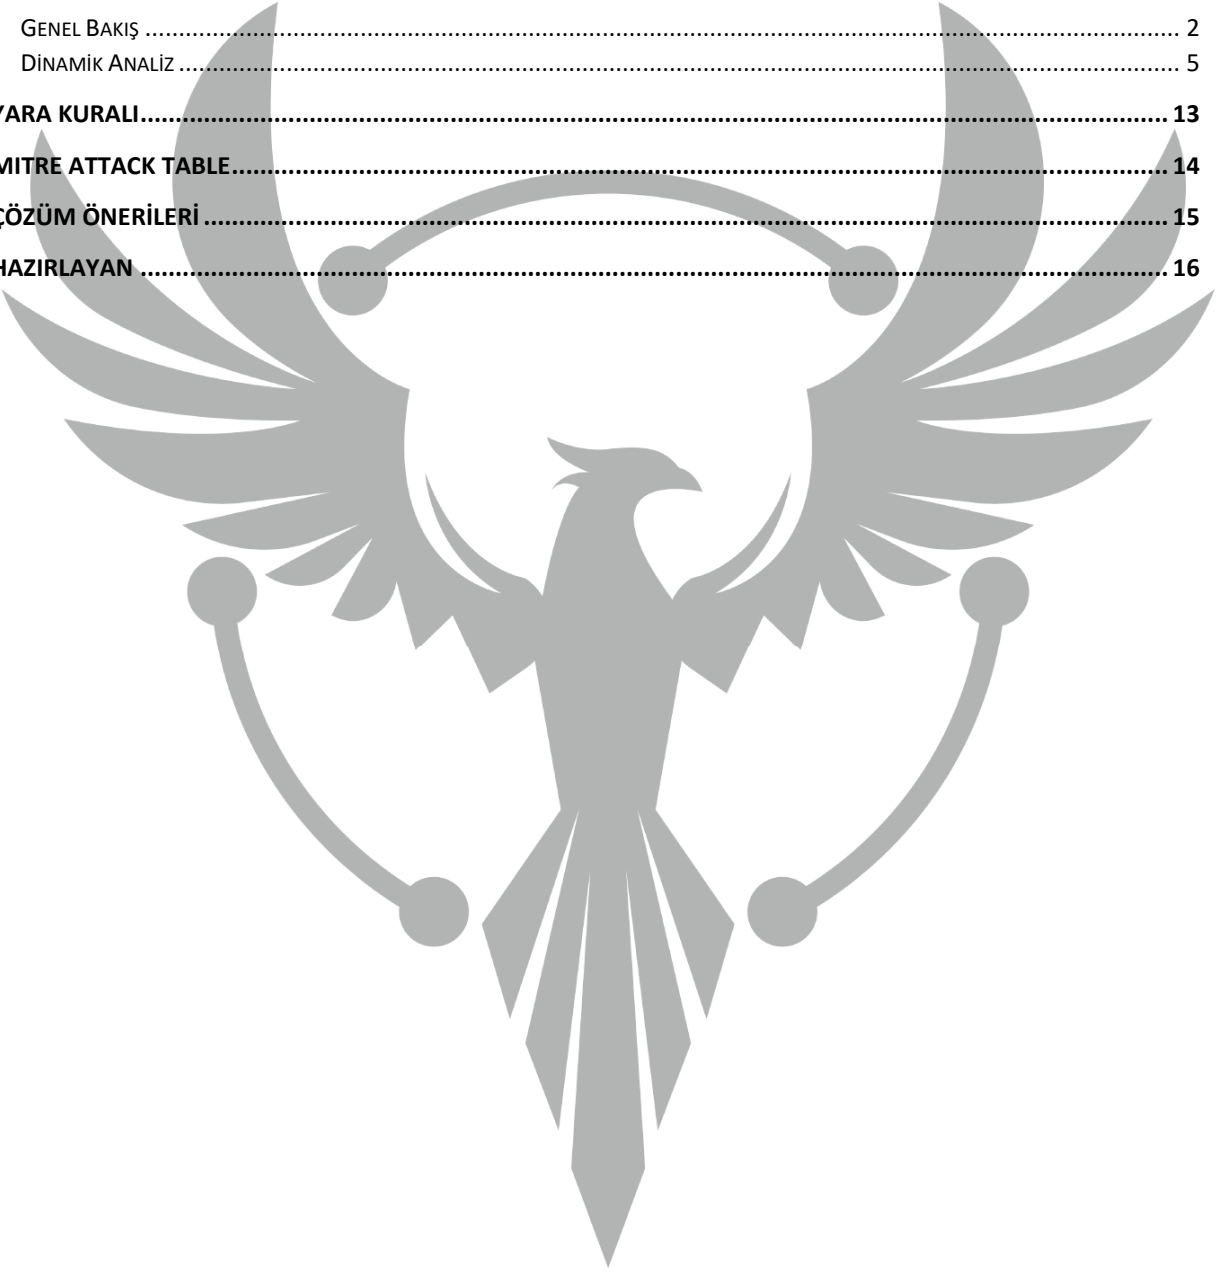 Genel Bakış ........................................ 2
Dinamik Analiz ........................................ 5
YARA KURALI ........................................ 13
MITRE ATTACK TABLE ........................................ 14
ÇÖZÜM ÖNERİLERİ ........................................ 15
HAZIRLAYAN ........................................ 16